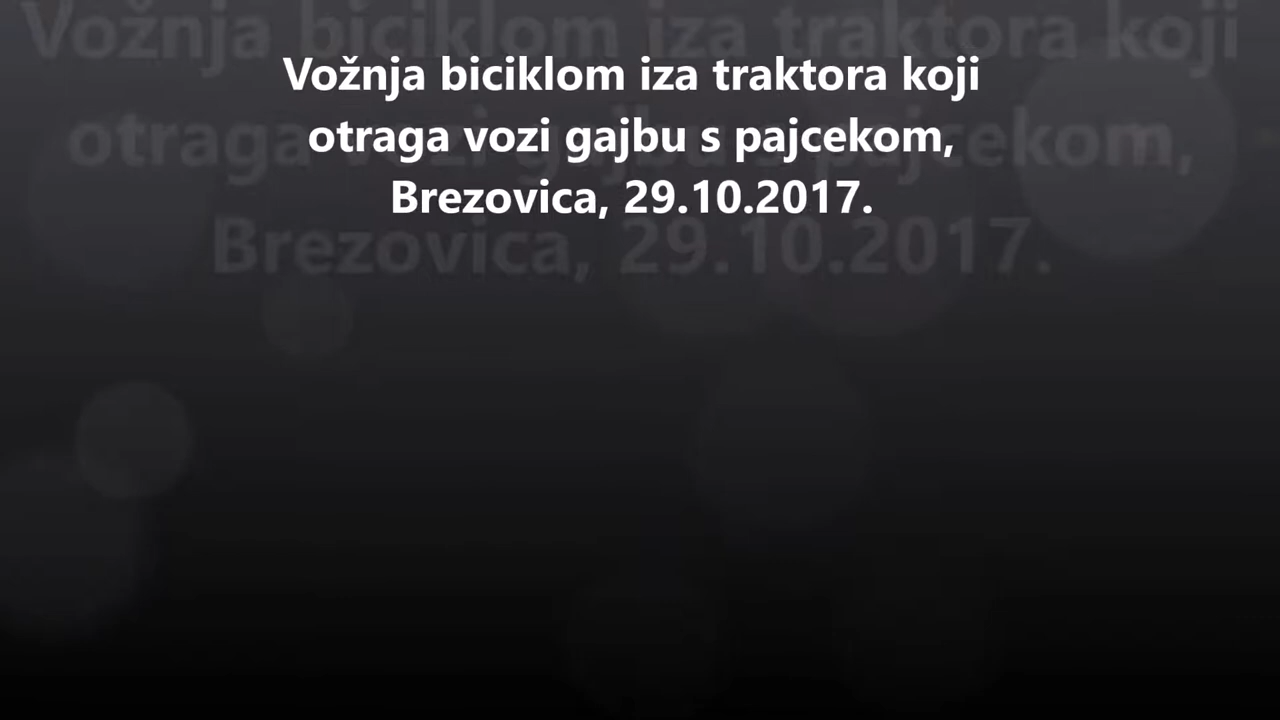 Vožnja biciklom iza traktora koji
otraga vozi gajbu s pajcekom,
Brezovica, 29.10.2017.